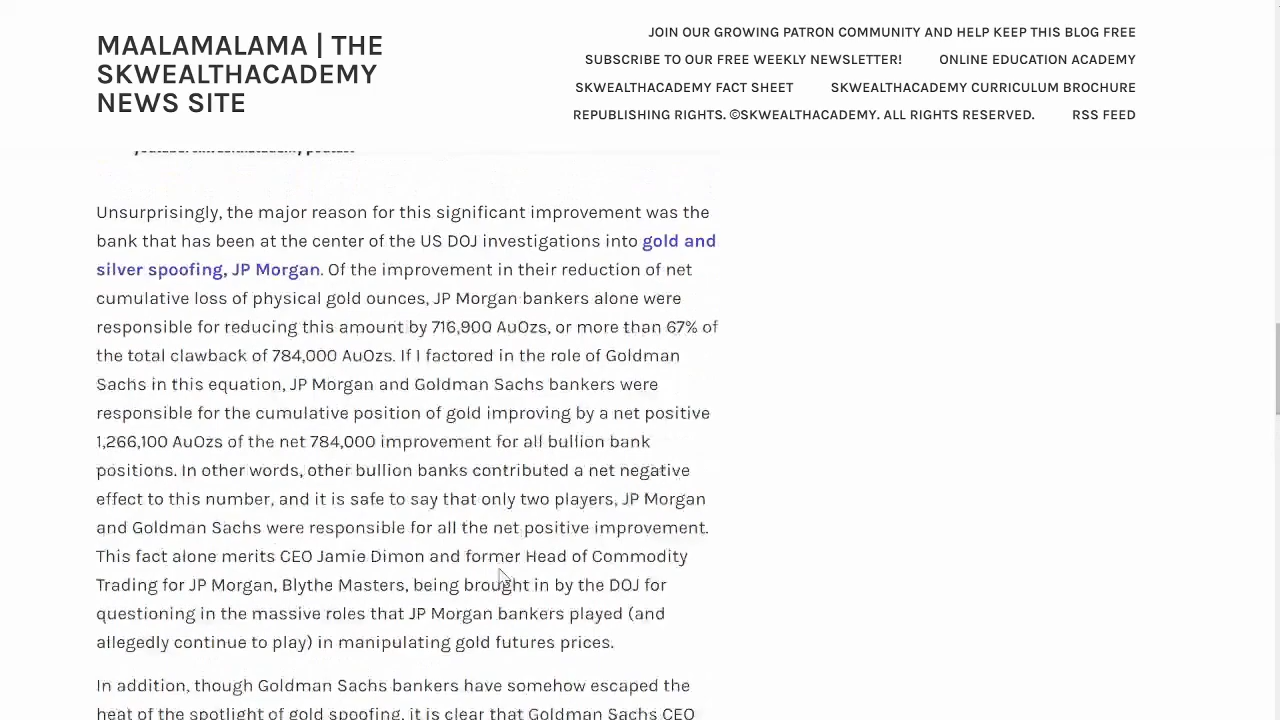 MAALAMALAMA | THE
SKWEALTHACADEMY
NEWS SITE
JOIN OUR GROWING PATRON COMMUNITY AND HELP KEEP THIS BLOG FREE
SUBSCRIBE TO OUR FREE WEEKLY NEWSLETTER! ONLINE EDUCATION ACADEMY
SKWEALTHACADEMY FACT SHEET SKWEALTHACADEMY CURRICULUM BROCHURE
REPUBLISHING RIGHTS. ©SKWEALTHACADEMY. ALL RIGHTS RESERVED. RSS FEED
Unsurprisingly, the major reason for this significant improvement was the
bank that has been at the center of the US DOJ investigations into gold and
silver spoofing, JP Morgan. Of the improvement in their reduction of net
cumulative loss of physical gold ounces, JP Morgan bankers alone were
responsible for reducing this amount by 716,900 AuOzs, or more than 67% of
the total clawback of 784,000 AuOzs. If I factored in the role of Goldman
Sachs in this equation, JP Morgan and Goldman Sachs bankers were
responsible for the cumulative position of gold improving by a net positive
1,266,100 AuOzs of the net 784,000 improvement for all bullion bank
positions. In other words, other bullion banks contributed a net negative
effect to this number, and it is safe to say that only two players, JP Morgan
and Goldman Sachs were responsible for all the net positive improvement.
This fact alone merits CEO Jamie Dimon and former Head of Commodity
Trading for JP Morgan, Blythe Masters, being brought in by the DOJ for
questioning in the massive roles that JP Morgan bankers played (and
allegedly continue to play) in manipulating gold futures prices.
In addition, though Goldman Sachs bankers have somehow escaped the
heat of the spotlight of gold spoofing, it is clear that Goldman Sachs CEO